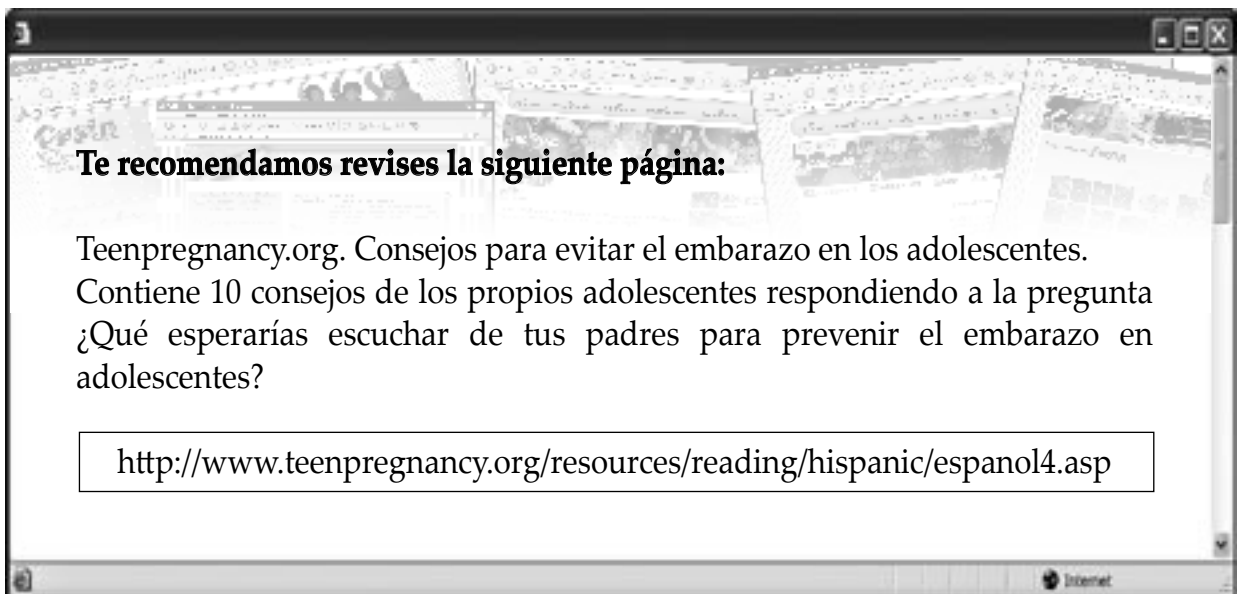 Te recomendamos revises la siguiente página:
Teenpregnancy.org. Consejos para evitar el embarazo en los adolescentes.
Contiene 10 consejos de los propios adolescentes respondiendo a la pregunta
¿Qué esperarías escuchar de tus padres para prevenir el embarazo en
adolescentes?
http://www.teenpregnancy.org/resources/reading/hispanic/espanol4.asp
Internet